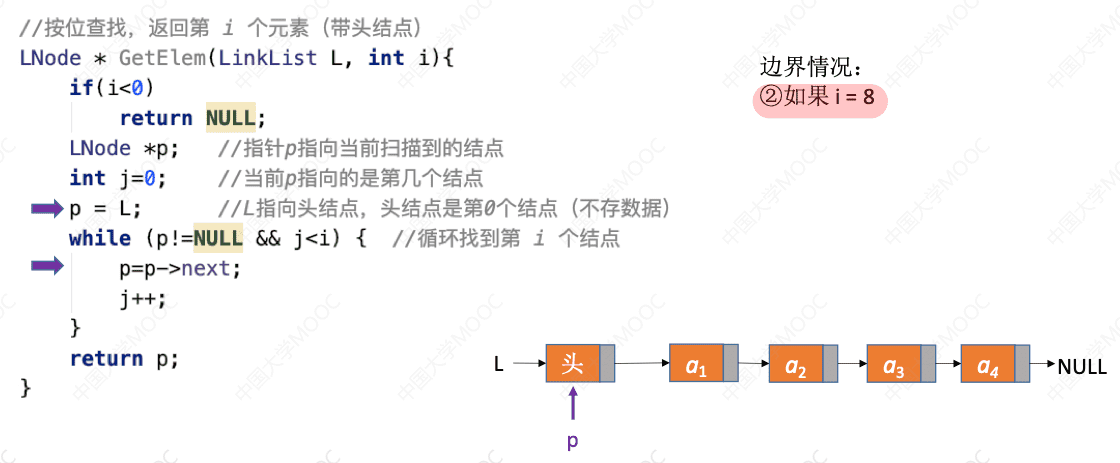 //按位查找，返回第 i 个元素（带头结点）
LNode * GetElem(LinkList L, int i){
if(i<0)
return NULL;
LNode *p; //指针p指向当前扫描到的结点
int j=0; //当前p指向的是第几个结点
p = L; //L指向头结点，头结点是第0个结点（不存数据）
while (p!=NULL && j<i) { //循环找到第 i 个结点
p=p->next;
j++;
}
return p;
}
边界情况：
②如果 i = 8
L 头 a1 a2 a3 a4 NULL
p
中国大学MOOC